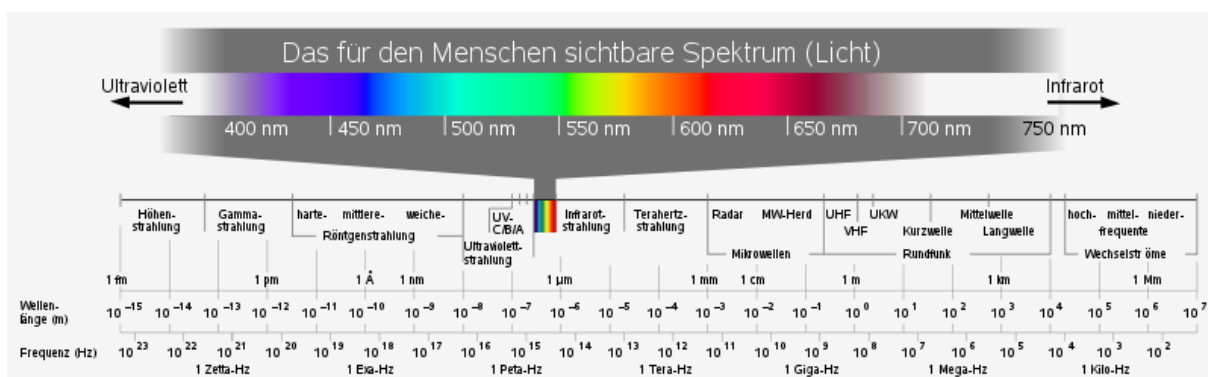 Das für den Menschen sichtbare Spektrum (Licht)
Ultraviolett
Infrarot
400 nm 450 nm 500 nm 550 nm 600 nm 650 nm 700 nm 750 nm
Höhen-
strahlung
Gamma-
strahlung
harte- mittlere- weiche-
Röntgenstrahlung
UV-
C/B/A
Ultraviolett-
strahlung
Infrarot-
strahlung
Terahertz-
strahlung
Radar MW-Herd
Mikrowellen
UHF UKW Mittelwelle
VHF Kurzwelle Langwelle
Rundfunk
hoch- mittel- nieder-
frequente
Wechselströme
1 fm 1 pm 1 Å 1 nm 1 µm 1 mm 1 cm 1 m 1 km 1 Mm
Wellen-
länge (m)
10⁻¹⁵ 10⁻¹⁴ 10⁻¹³ 10⁻¹² 10⁻¹¹ 10⁻¹⁰ 10⁻⁹ 10⁻⁸ 10⁻⁷ 10⁻⁶ 10⁻⁵ 10⁻⁴ 10⁻³ 10⁻² 10⁻¹ 10⁰ 10¹ 10² 10³ 10⁴ 10⁵ 10⁶ 10⁷
Frequenz (Hz) 10²³ 10²² 10²¹ 10²⁰ 10¹⁹ 10¹⁸ 10¹⁷ 10¹⁶ 10¹⁵ 10¹⁴ 10¹³ 10¹² 10¹¹ 10¹⁰ 10⁹ 10⁸ 10⁷ 10⁶ 10⁵ 10⁴ 10³ 10²
1 Zetta-Hz 1 Exa-Hz 1 Peta-Hz 1 Tera-Hz 1 Giga-Hz 1 Mega-Hz 1 Kilo-Hz